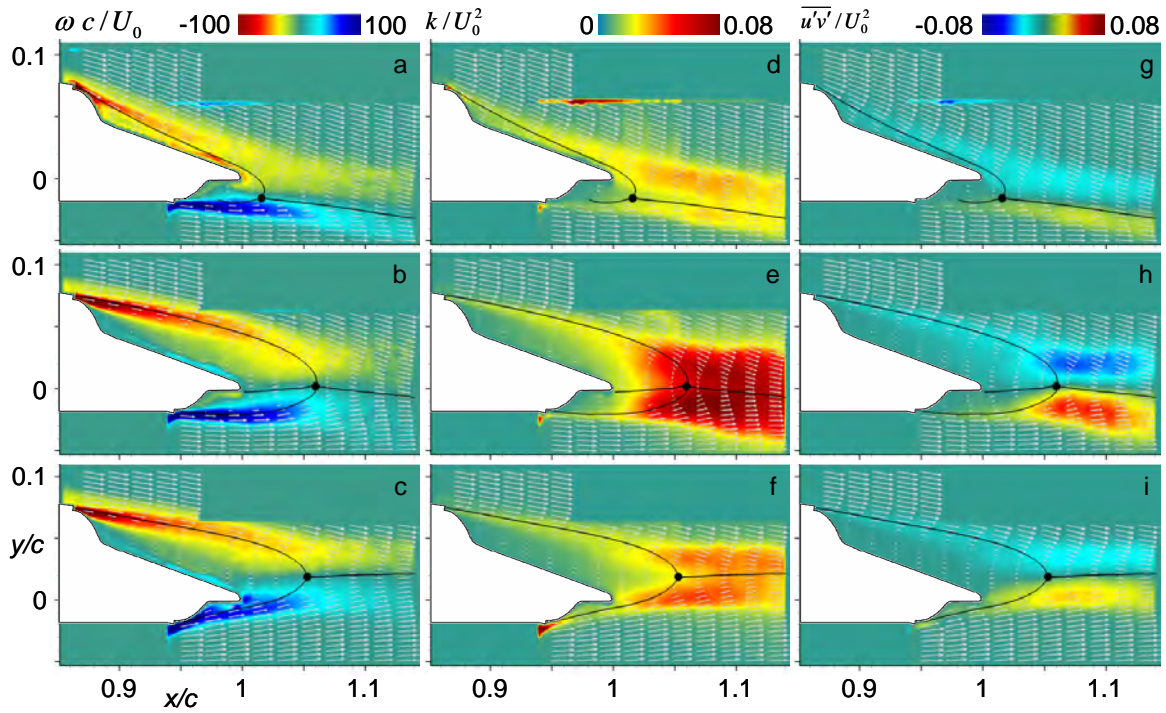 ω c/U₀ -100 100 k/U₀² 0 0.08 u'v'/U₀² -0.08 0.08
0.1 a d g
0
0.1 b e h
0
0.1 c f i
y/c
0
0.9 1 1.1 0.9 1 1.1 0.9 1 1.1
x/c